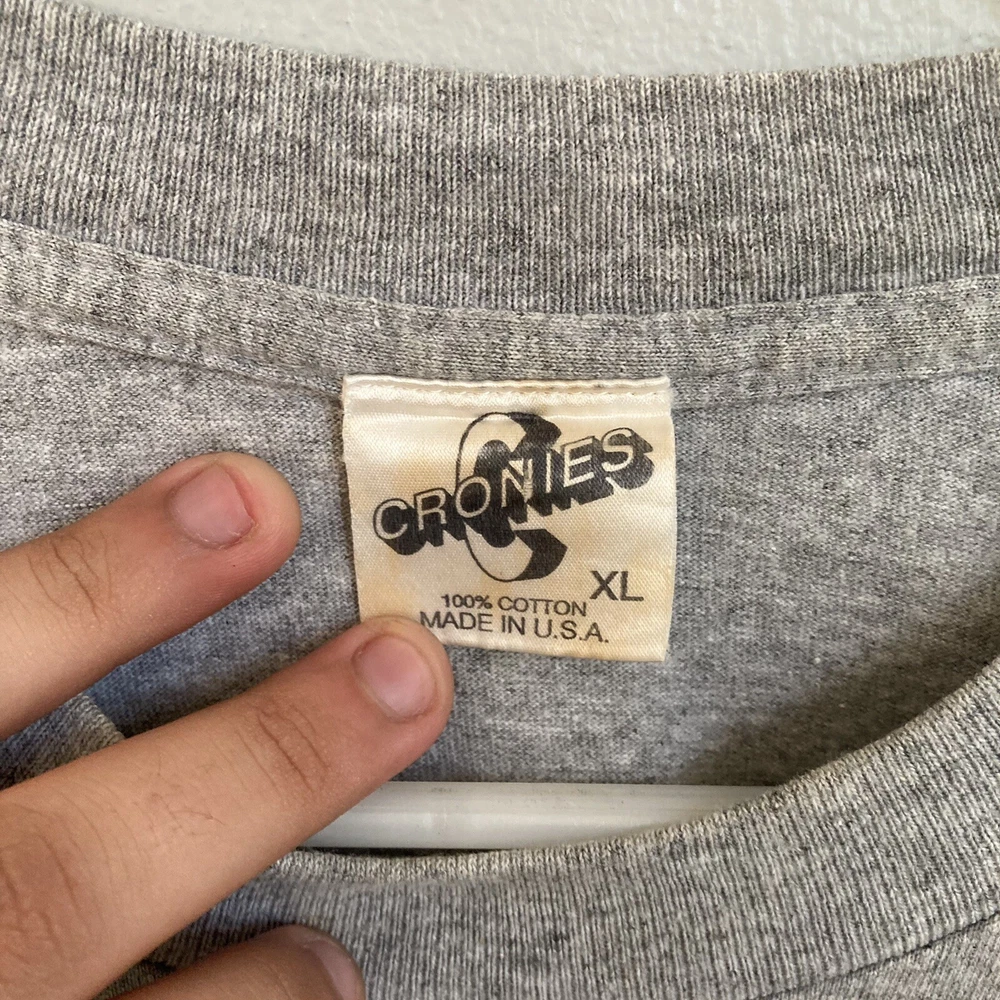 CRONIES
XL
100% COTTON
MADE IN U.S.A.